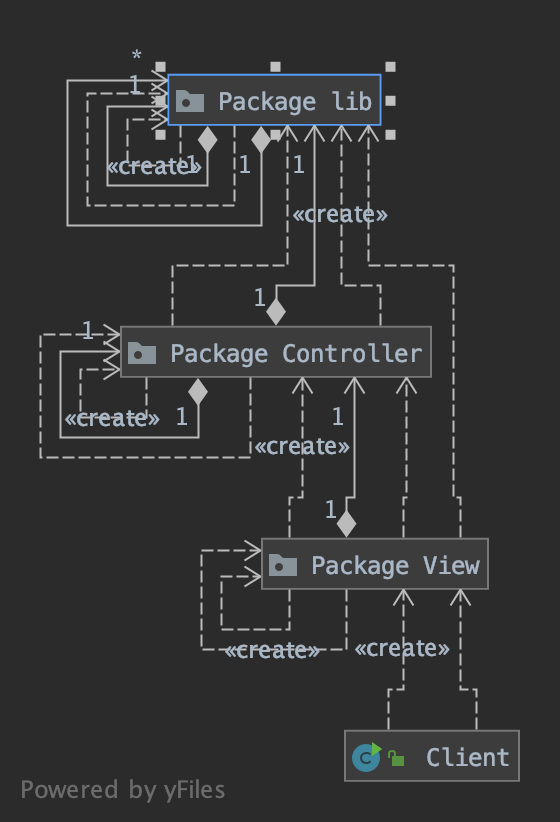 *
1
Package lib
«create»
1
1
1
«create»
1
1
Package Controller
«create»
1
1
«create»
1
Package View
«create»
«create»
C
Client
Powered by yFiles